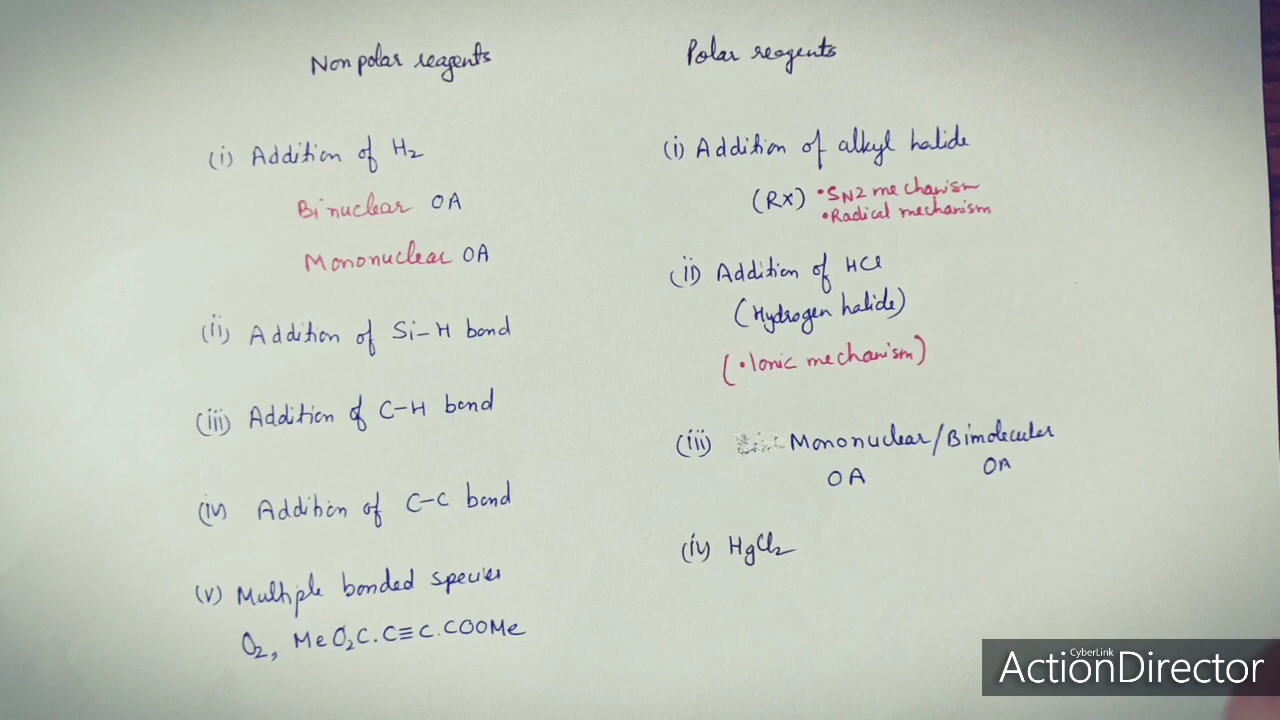 Nonpolar reagents
(i) Addition of H2
Binuclear OA
Mononuclear OA
(ii) Addition of Si-H bond
(iii) Addition of C-H bond
(iv) Addition of C-C bond
(v) Multiple bonded species
O2, MeO2C.C≡C.COOMe
Polar reagents
(i) Addition of alkyl halide
(RX) •SN2 mechanism
•Radical mechanism
(ii) Addition of HCl
(Hydrogen halide)
(•Ionic mechanism)
(iii) Mononuclear/Bimolecular
OA OA
(iv) HgCl2
CyberLink
ActionDirector